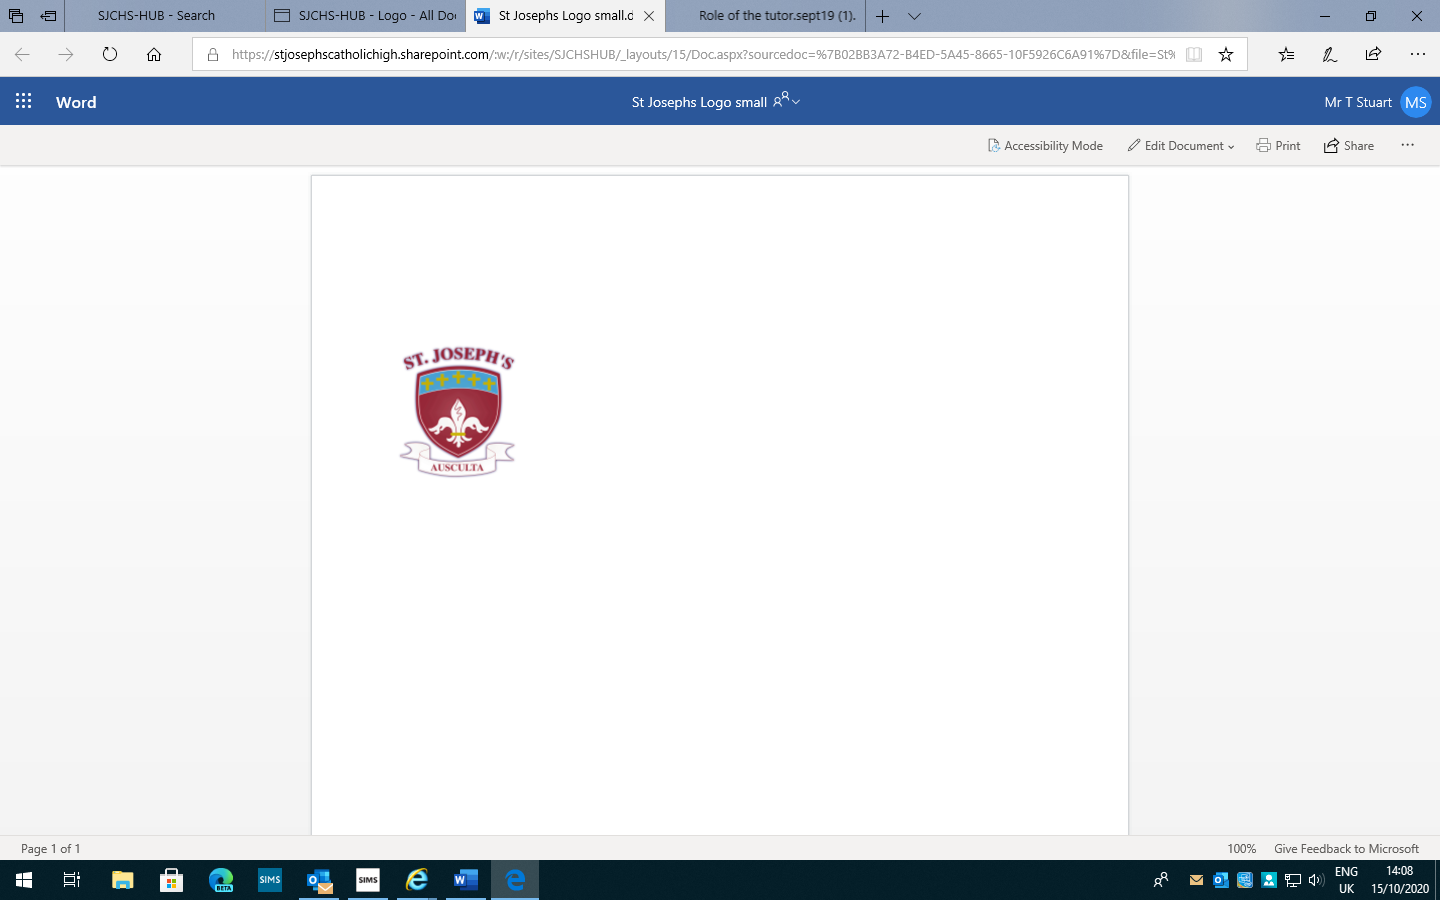 SJCHS-HUB - Search
SJCHS-HUB - Logo - All Do
St Josephs Logo small.d
Role of the tutor.sept19 (1).
https://stjosephscatholichigh.sharepoint.com/:w:/r/sites/SJCHSHUB/_layouts/15/Doc.aspx?sourcedoc=%7B02BB3A72-B4ED-5A45-8665-10F5926C6A91%7D&file=St%
Word
St Josephs Logo small
Mr T Stuart
MS
Accessibility Mode
Edit Document
Print
Share
ST. JOSEPH'S
AUSCULTA
Page 1 of 1
100%
Give Feedback to Microsoft
BETA
SIMS
SIMS
ENG
UK
14:08
15/10/2020